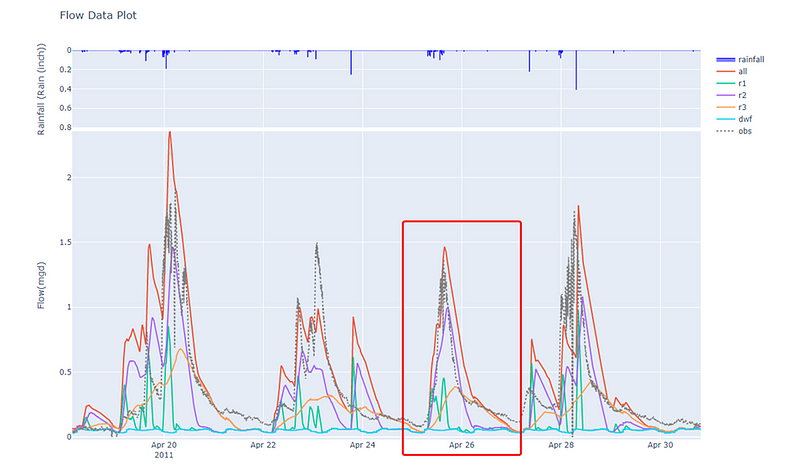 Flow Data Plot
Rainfall (Rain (inch))
0
0.2
0.4
0.6
0.8
rainfall
all
r1
r2
r3
dwf
obs
Flow(mgd)
2
1.5
1
0.5
0
Apr 20
2011
Apr 22
Apr 24
Apr 26
Apr 28
Apr 30